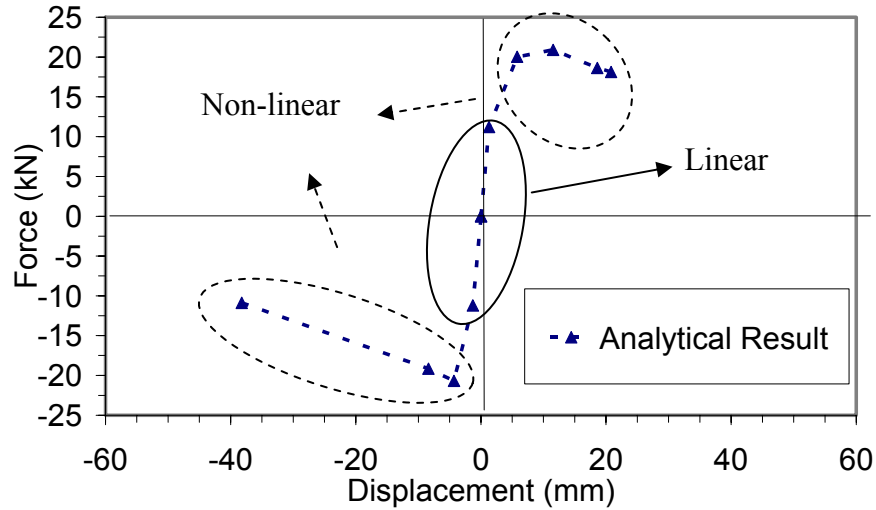 25
20
15
10
5
0
-5
-10
-15
-20
-25
Force (kN)
Non-linear
Linear
Analytical Result
-60 -40 -20 0 20 40 60
Displacement (mm)